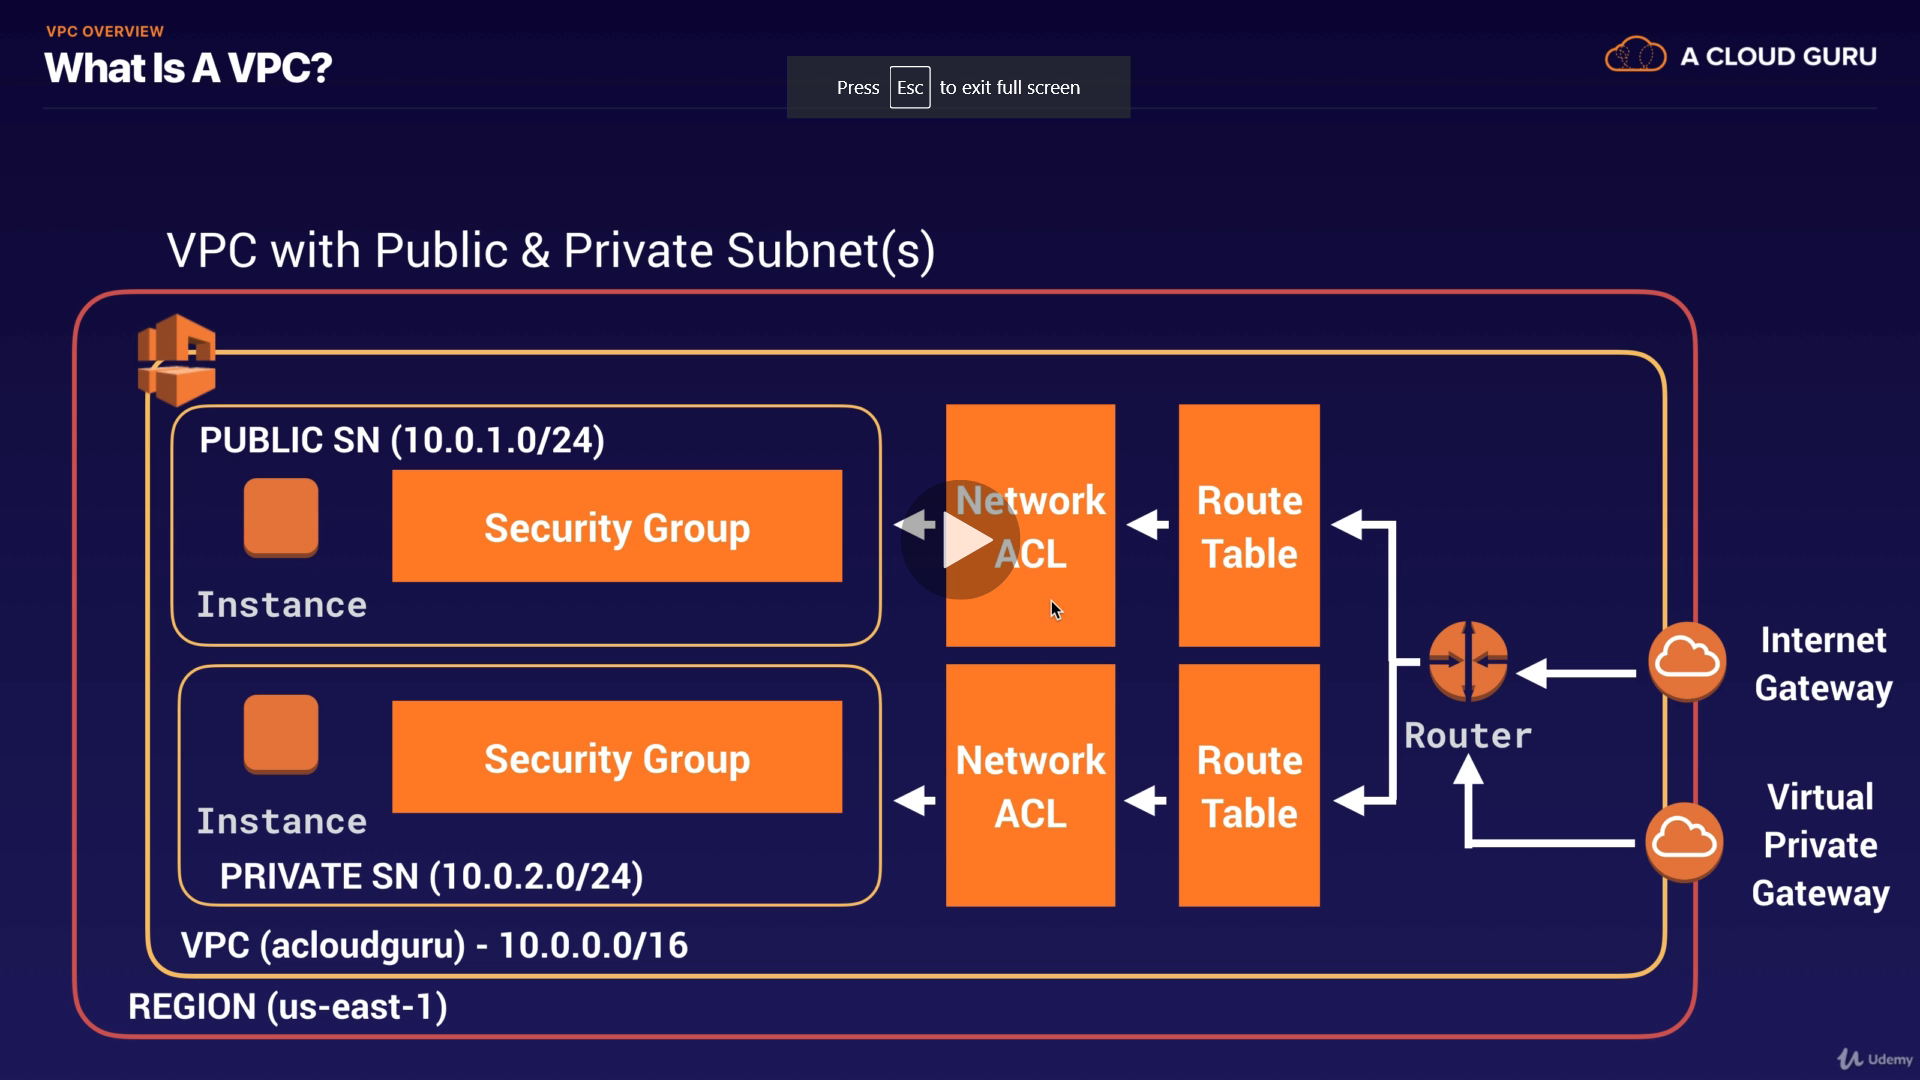 VPC OVERVIEW
What Is A VPC?
A CLOUD GURU
Press Esc to exit full screen
VPC with Public & Private Subnet(s)
PUBLIC SN (10.0.1.0/24)
Security Group
Instance
Network
ACL
Route
Table
Instance
Security Group
PRIVATE SN (10.0.2.0/24)
Network
ACL
Route
Table
Router
Internet
Gateway
Virtual
Private
Gateway
VPC (acloudguru) - 10.0.0.0/16
REGION (us-east-1)
Udemy